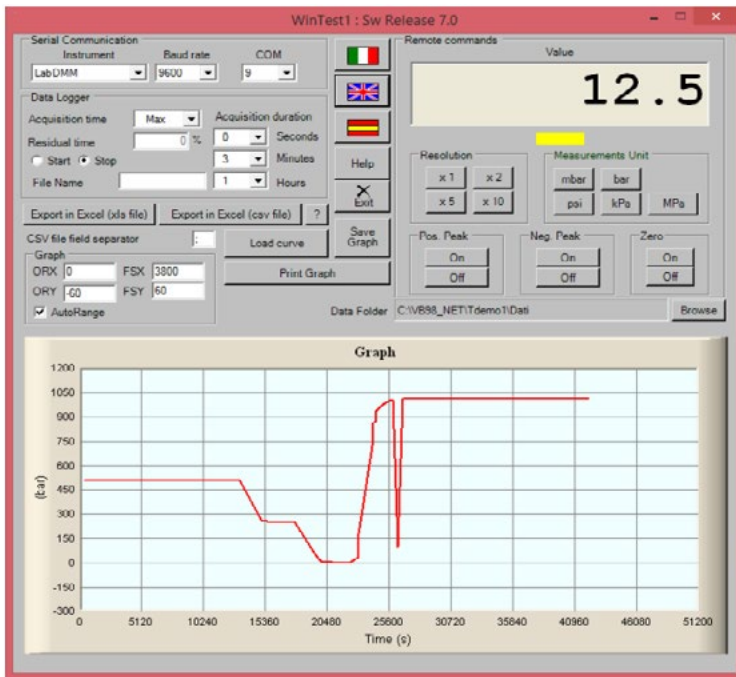 WinTest1 : Sw Release 7.0
Serial Communication
Instrument Baud rate COM
LabDMM 9600 9
Data Logger
Acquisition time Max Acquisition duration
Residual time 0 % 0 Seconds
Start Stop 3 Minutes
File Name 1 Hours
Export in Excel (xls file) Export in Excel (csv file) ?
CSV file field separator ; Load curve
Graph
ORX 0 FSX 3800
ORY -60 FSY 60
AutoRange
Print Graph
Help
Exit
Save
Graph
Remote commands
Value
12.5
Resolution
x 1 x 2
x 5 x 10
Measurements Unit
mbar bar
psi kPa MPa
Pos. Peak Neg. Peak Zero
On On On
Off Off Off
Data Folder C:\VB98_NET\Tdemo1\Dati Browse
Graph
(bar)
1200
1050
900
750
600
450
300
150
0
-150
-300
0 5120 10240 15360 20480 25600 30720 35840 40960 46080 51200
Time (s)